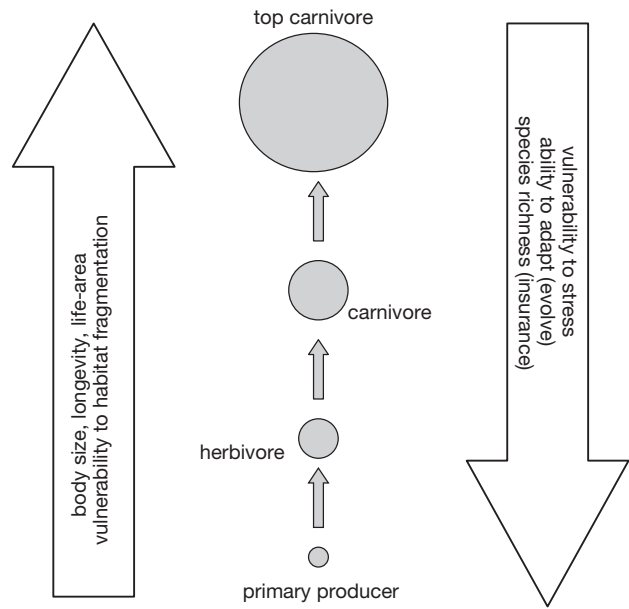 top carnivore
body size, longevity, life-area
vulnerability to habitat fragmentation
vulnerability to stress
ability to adapt (evolve)
species richness (insurance)
carnivore
herbivore
primary producer